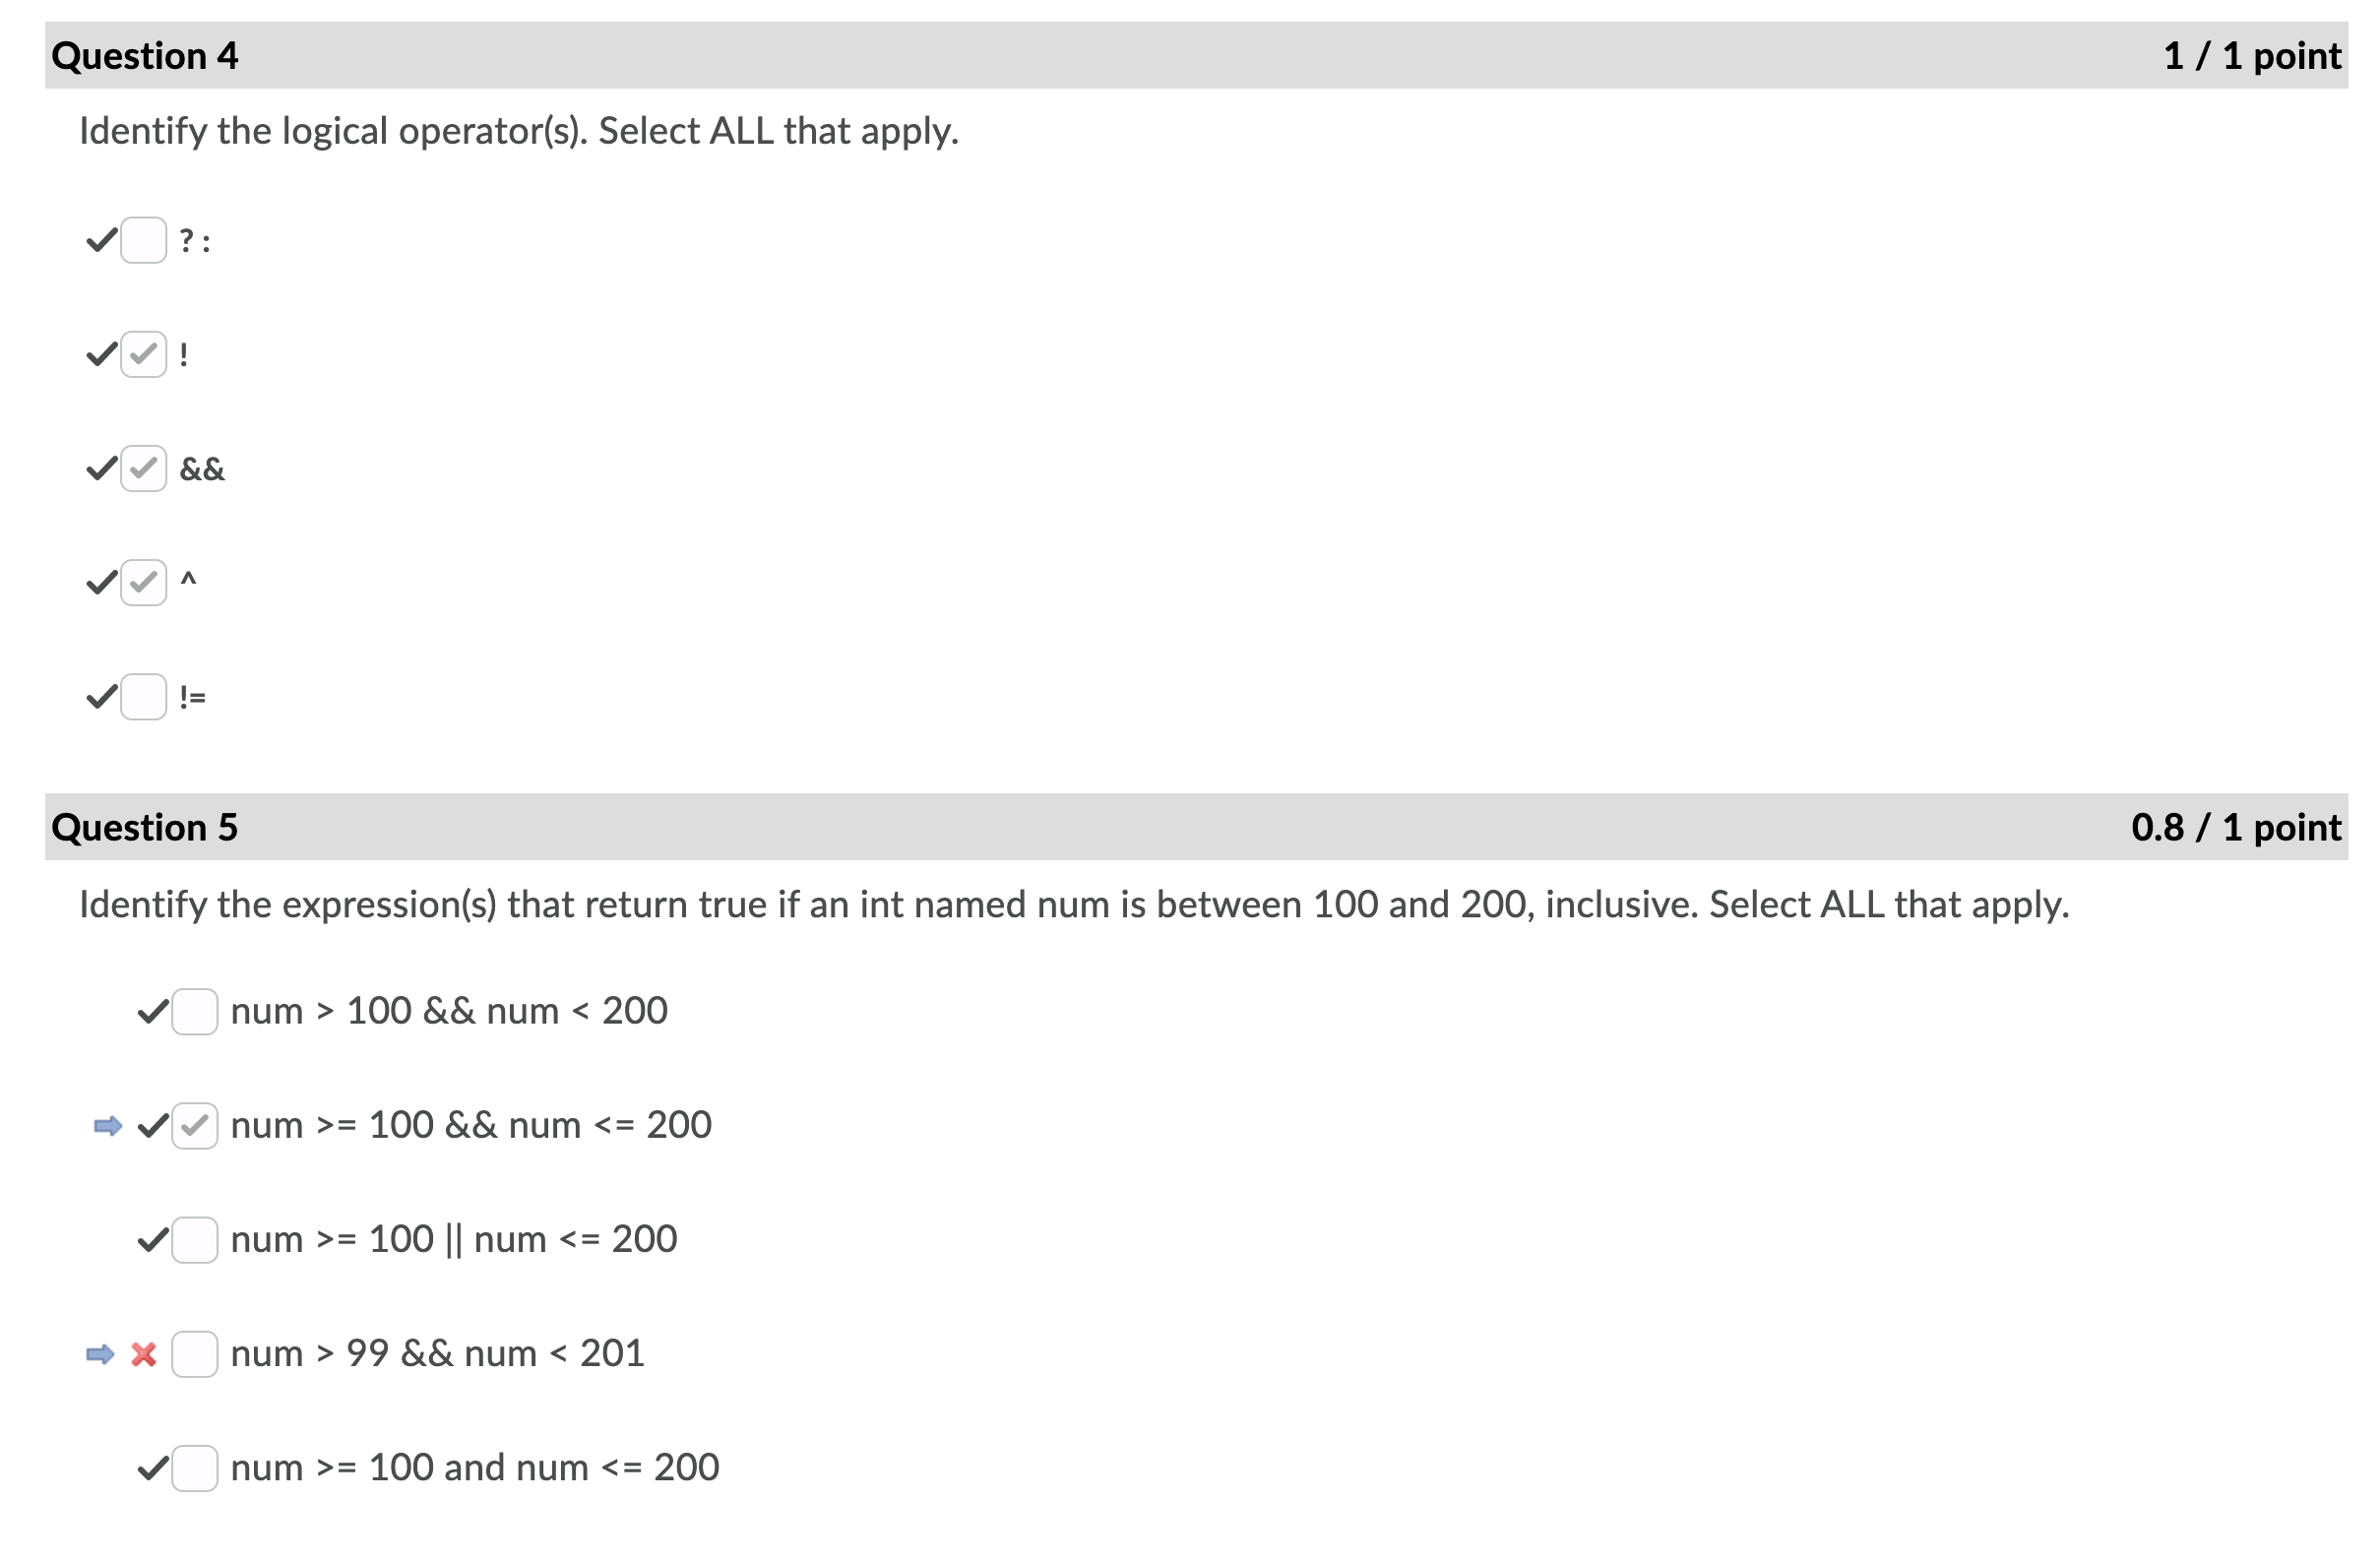 Question 4
1 / 1 point
Identify the logical operator(s). Select ALL that apply.
? :
!
&&
^
!=
Question 5
0.8 / 1 point
Identify the expression(s) that return true if an int named num is between 100 and 200, inclusive. Select ALL that apply.
num > 100 && num < 200
num >= 100 && num <= 200
num >= 100 || num <= 200
num > 99 && num < 201
num >= 100 and num <= 200